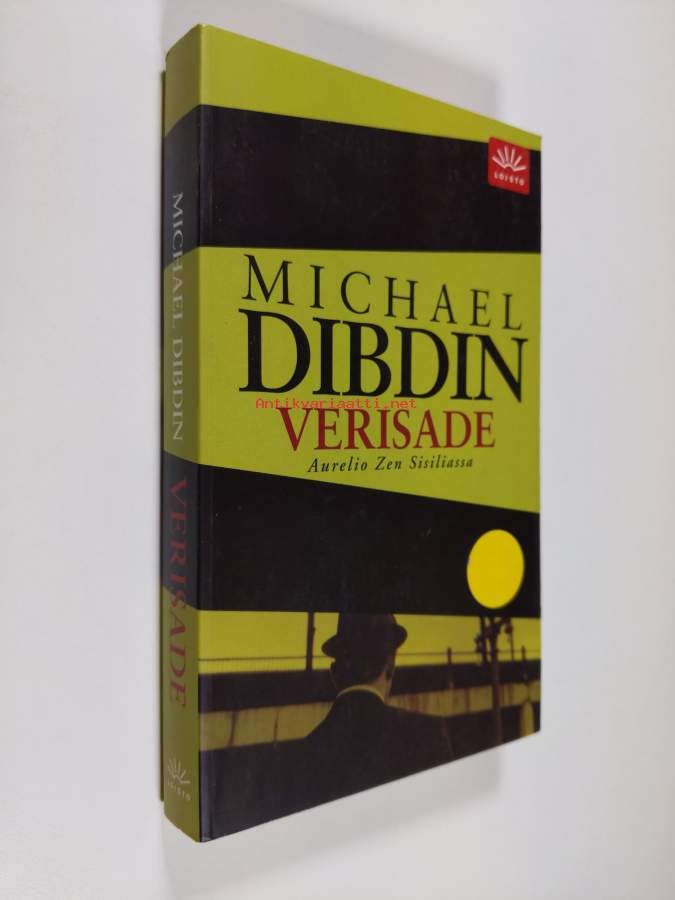 MICHAEL DIBDIN VERISADE
LOISTO
LOISTO
MICHAEL
DIBDIN
Antikvariaatti.net
VERISADE
Aurelio Zen Sisiliassa